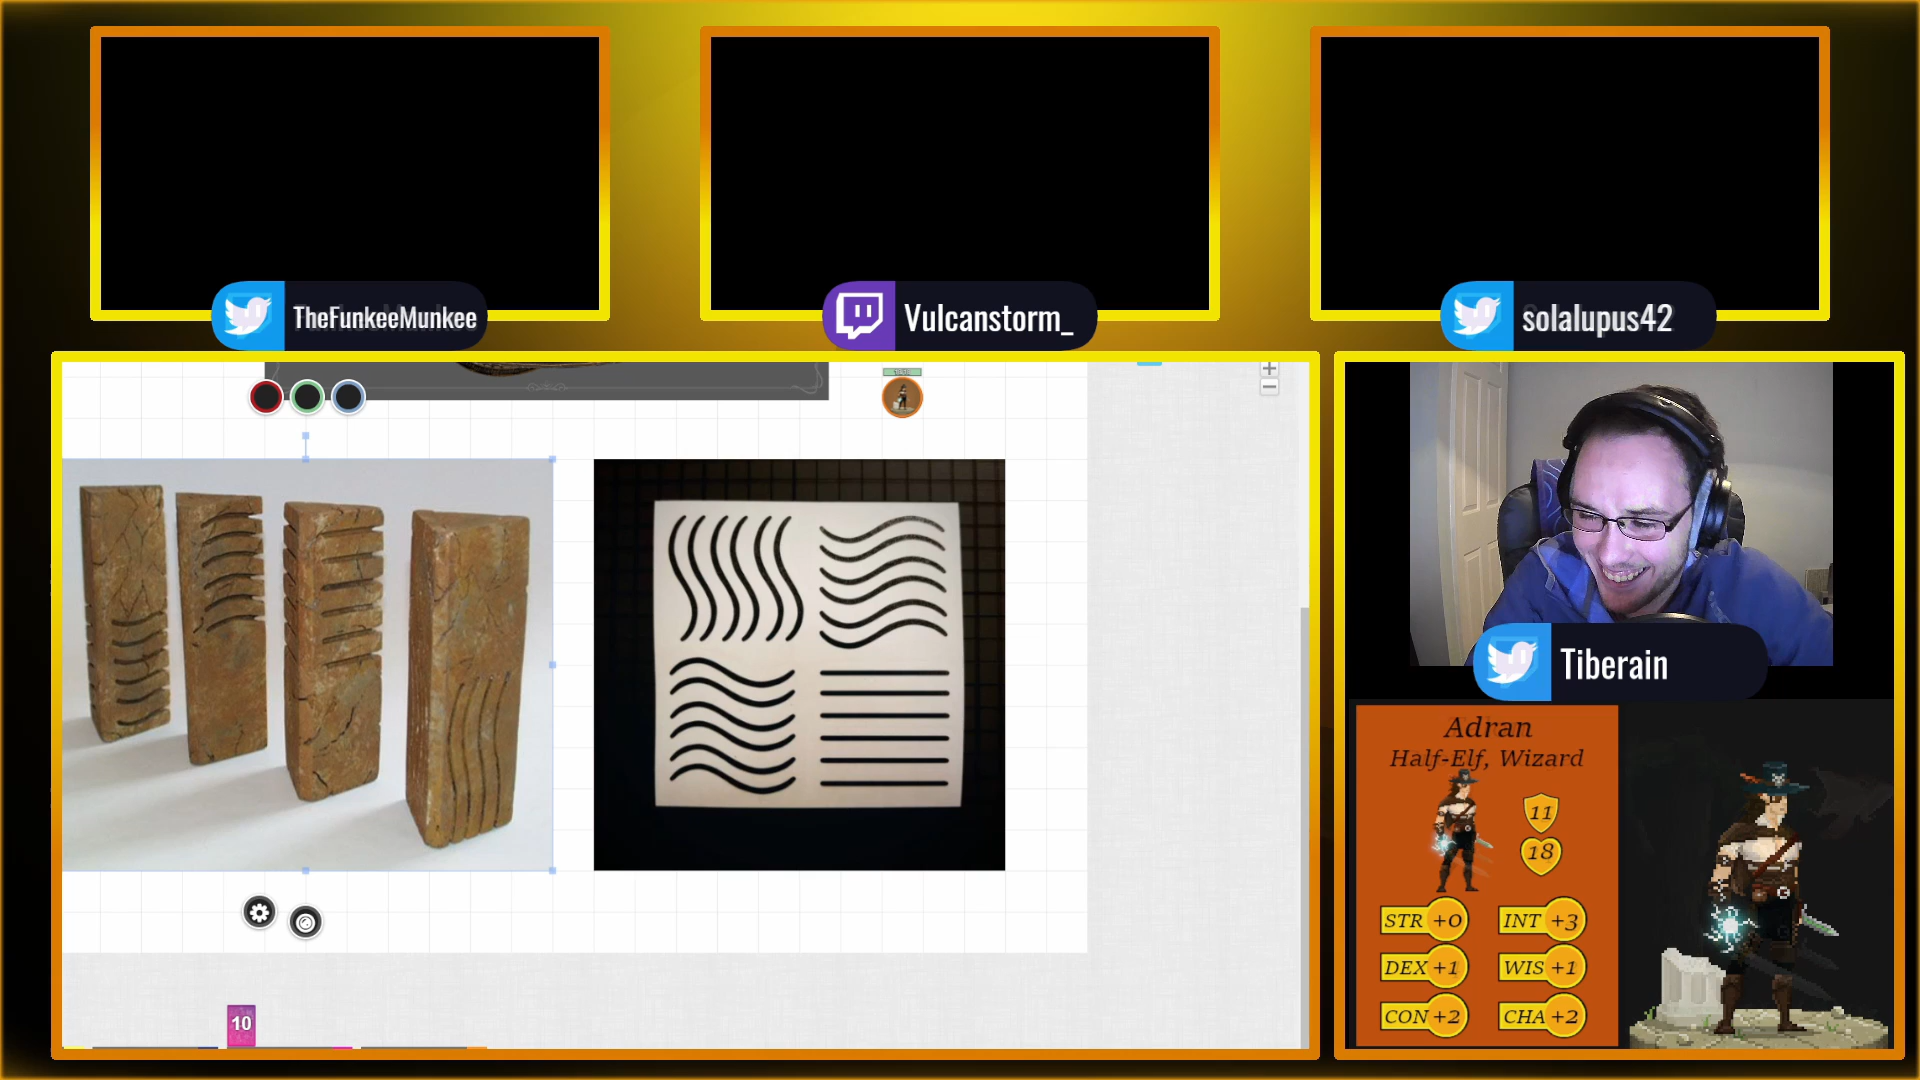 TheFunkeeMunkee
Vulcanstorm_
solalupus42
Tiberain
Adran
Half-Elf, Wizard
11
18
STR +0
INT +3
DEX +1
WIS +1
CON +2
CHA +2
10